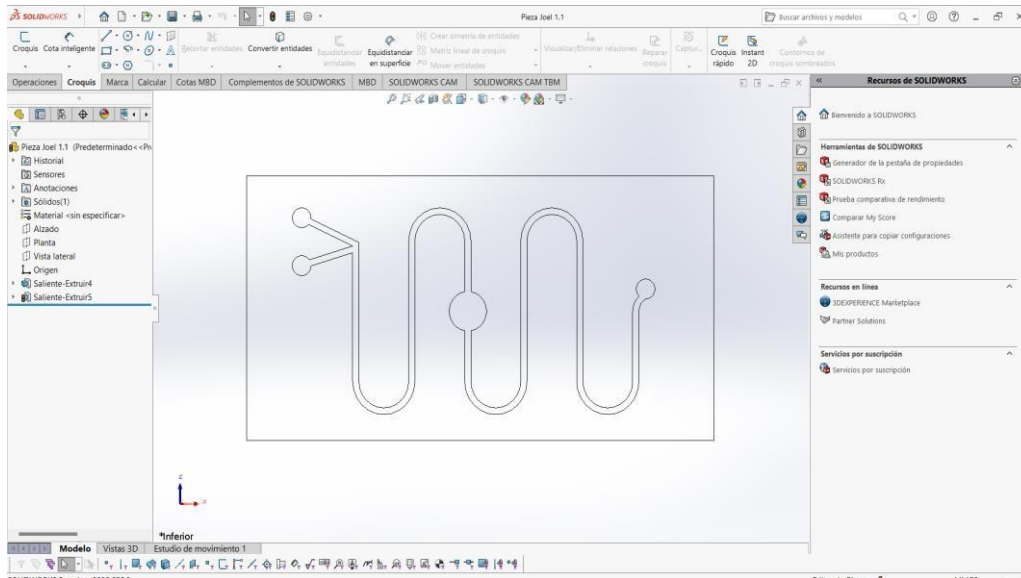 SOLIDWORKS
Pieza Joel 1.1
Buscar archivos y modelos
Croquis
Cota inteligente
Recortar entidades
Convertir entidades
Equidistanciar entidades
Equidistanciar en superficie
Crear simetría de entidades
Matriz lineal de croquis
Mover entidades
Visualizar/Eliminar relaciones
Reparar croquis
Captur...
Croquis rápido
Instant 2D
Contornos de croquis sombreados
Operaciones Croquis Marca Calcular Cotas MBD Complementos de SOLIDWORKS MBD SOLIDWORKS CAM SOLIDWORKS CAM TBM
Recursos de SOLIDWORKS
Pieza Joel 1.1 (Predeterminado<<Pr
Historial
Sensores
Anotaciones
Sólidos(1)
Material <sin especificar>
Alzado
Planta
Vista lateral
Origen
Saliente-Extruir4
Saliente-Extruir5
Bienvenido a SOLIDWORKS
Herramientas de SOLIDWORKS
Generador de la pestaña de propiedades
SOLIDWORKS Rx
Prueba comparativa de rendimiento
Comparar My Score
Asistente para copiar configuraciones
Mis productos
Recursos en línea
3DEXPERIENCE Marketplace
Partner Solutions
Servicios por suscripción
Servicios por suscripción
*Inferior
Modelo Vistas 3D Estudio de movimiento 1